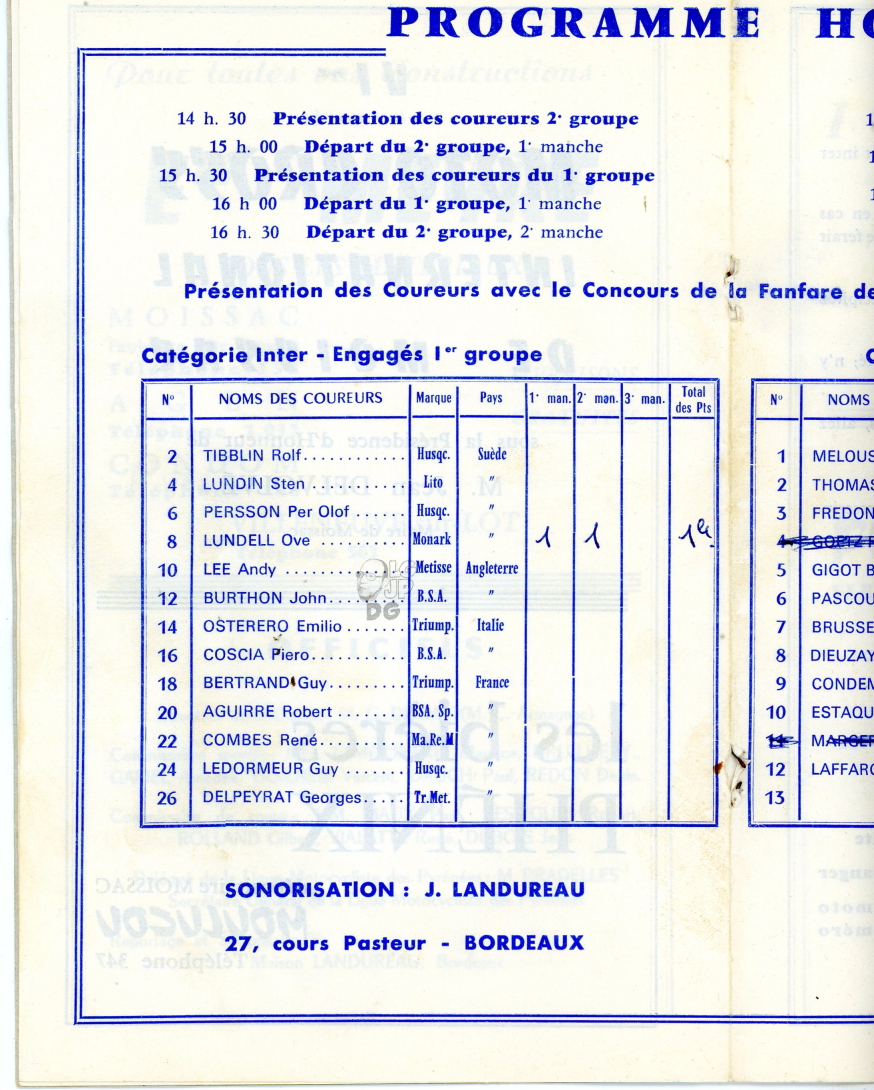 PROGRAMME
14 h. 30 Présentation des coureurs 2e groupe
15 h. 00 Départ du 2e groupe, 1e manche
15 h. 30 Présentation des coureurs du 1e groupe
16 h 00 Départ du 1e groupe, 1e manche
16 h. 30 Départ du 2e groupe, 2e manche
Présentation des Coureurs avec le Concours de la Fanfare de
Catégorie Inter - Engagés 1er groupe
N° NOMS DES COUREURS Marque Pays 1e man. 2e man. 3e man. Total des Pts
2 TIBBLIN Rolf............ Husqc. Suède
4 LUNDIN Sten............ Lito "
6 PERSSON Per Olof ...... Husqc. "
8 LUNDELL Ove .......... Monark " 1 1 1er
10 LEE Andy .............. Metisse Angleterre
12 BURTHON John......... B.S.A. "
14 OSTERERO Emilio ....... Triump. Italie
16 COSCIA Piero........... B.S.A. "
18 BERTRAND Guy......... Triump. France
20 AGUIRRE Robert ........ BSA. Sp. "
22 COMBES René.......... Ma.Re.M "
24 LEDORMEUR Guy ....... Husqc. "
26 DELPEYRAT Georges..... Tr.Met. "
N° NOMS
1 MELOUS
2 THOMAS
3 FREDON
4 GOETZ
5 GIGOT B
6 PASCOU
7 BRUSSE
8 DIEUZAY
9 CONDEM
10 ESTAQU
11 MARGER
12 LAFFARG
13
SONORISATION : J. LANDUREAU
27, cours Pasteur - BORDEAUX